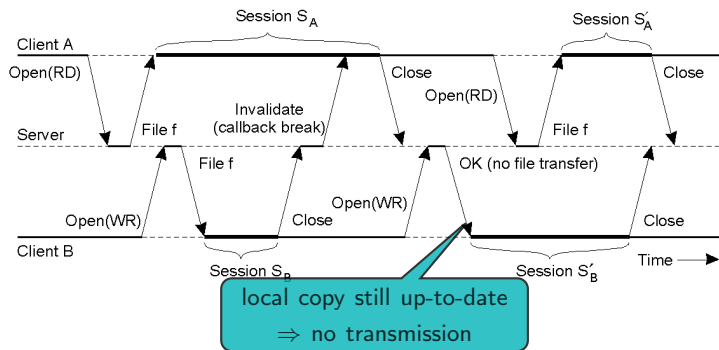 Session S_A
Session S'_A
Client A
Open(RD)
Close
Close
Open(RD)
Invalidate
(callback break)
Server
File f
File f
File f
OK (no file transfer)
Open(WR)
Close
Open(WR)
Close
Client B
Session S_B
Session S'_B
Time
local copy still up-to-date
⇒ no transmission